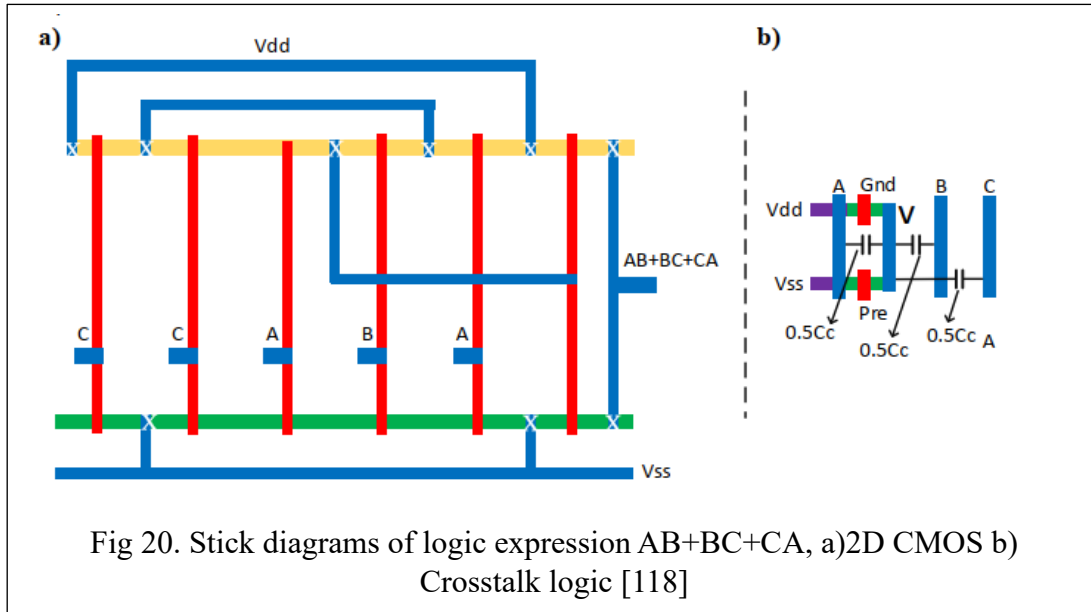 a)
Vdd
X
X
X
X
X
X
AB+BC+CA
C
C
A
B
A
X
X
X
Vss
b)
A
Gnd
B
C
Vdd
V
Vss
Pre
0.5Cc
0.5Cc
0.5Cc
A
Fig 20. Stick diagrams of logic expression AB+BC+CA, a)2D CMOS b)
Crosstalk logic [118]